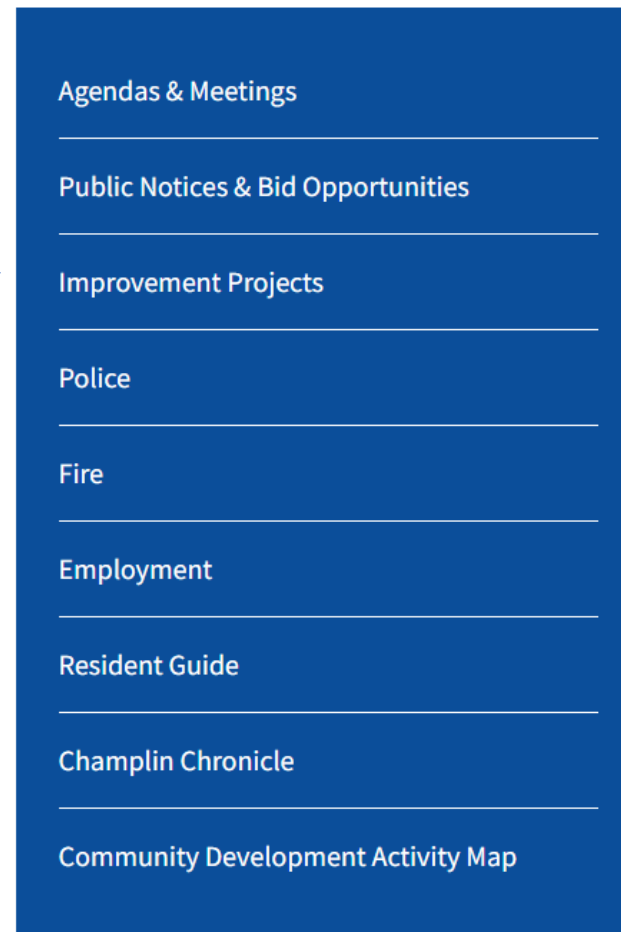 Agendas & Meetings
Public Notices & Bid Opportunities
Improvement Projects
Police
Fire
Employment
Resident Guide
Champlin Chronicle
Community Development Activity Map